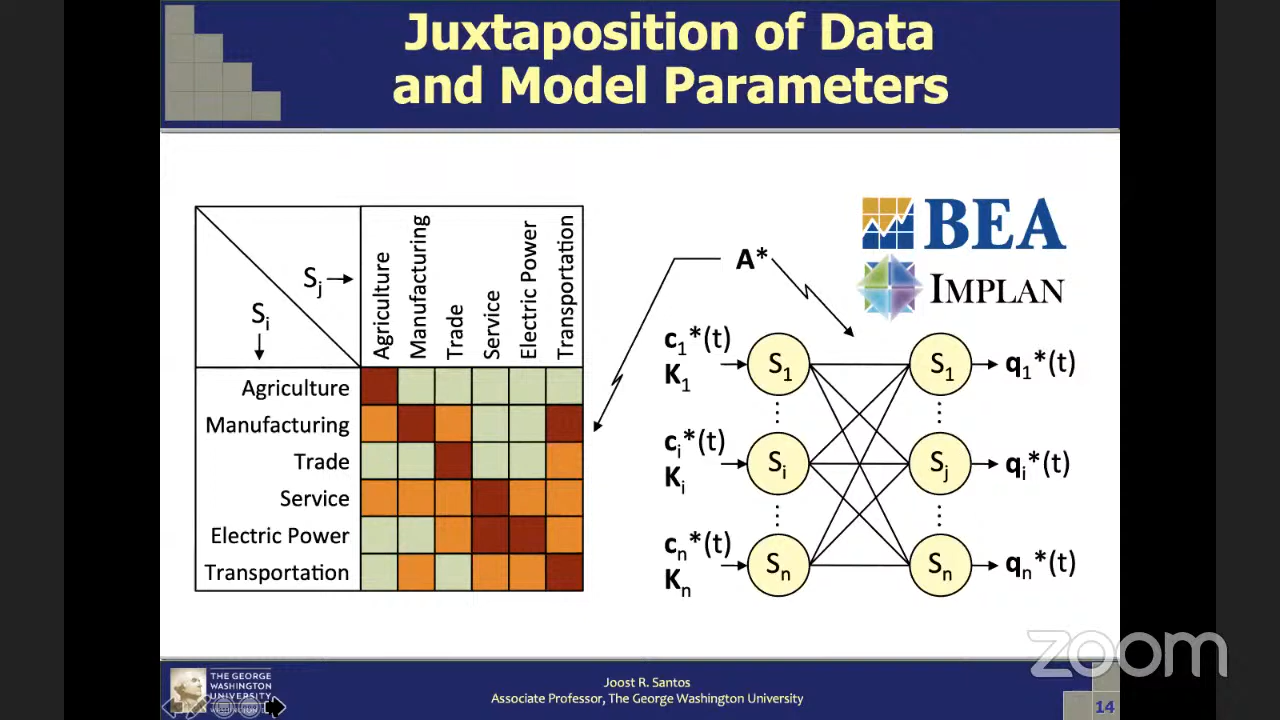 Juxtaposition of Data
and Model Parameters
Sj →
Si
↓
Agriculture
Manufacturing
Trade
Service
Electric Power
Transportation
Agriculture
Manufacturing
Trade
Service
Electric Power
Transportation
A*
BEA
IMPLAN
c1*(t)
K1
S1
S1
q1*(t)
ci*(t)
Ki
Si
Sj
qi*(t)
cn*(t)
Kn
Sn
Sn
qn*(t)
zoom
THE GEORGE
WASHINGTON
UNIVERSITY
Joost R. Santos
Associate Professor, The George Washington University
14